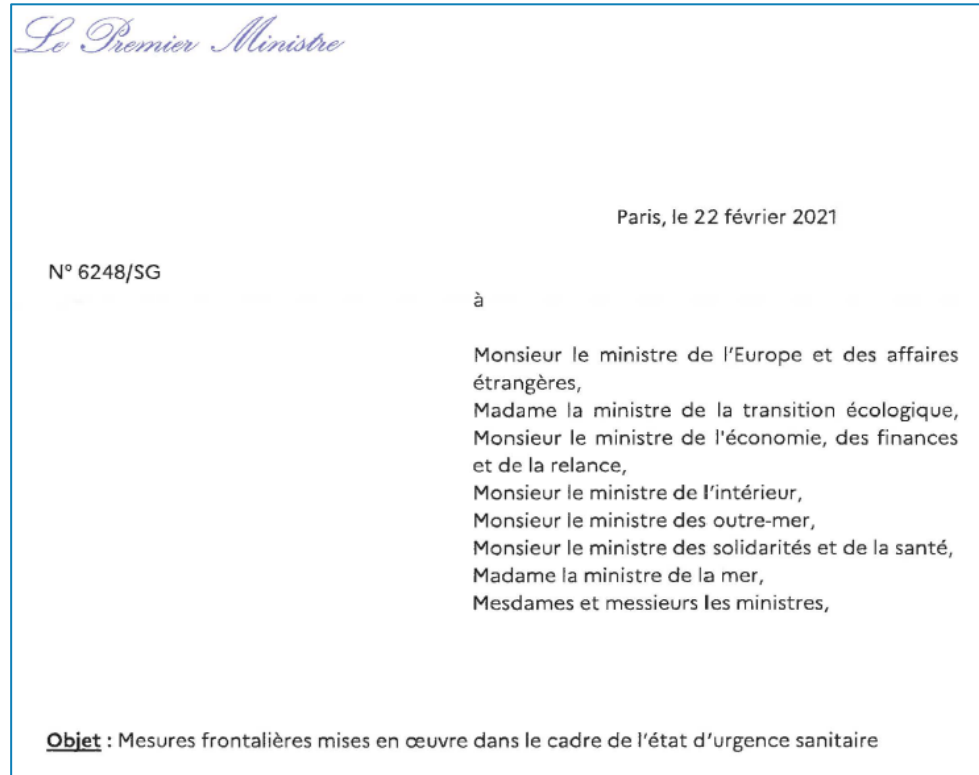 Le Premier Ministre
Paris, le 22 février 2021
N° 6248/SG
à
Monsieur le ministre de l'Europe et des affaires
étrangères,
Madame la ministre de la transition écologique,
Monsieur le ministre de l'économie, des finances
et de la relance,
Monsieur le ministre de l'intérieur,
Monsieur le ministre des outre-mer,
Monsieur le ministre des solidarités et de la santé,
Madame la ministre de la mer,
Mesdames et messieurs les ministres,
Objet : Mesures frontalières mises en œuvre dans le cadre de l'état d'urgence sanitaire